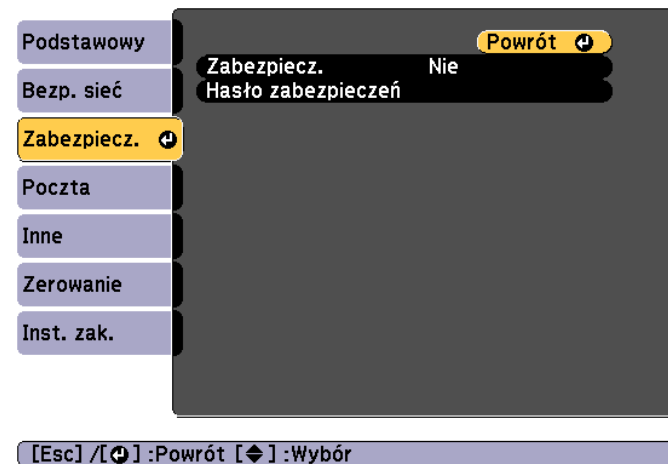 Podstawowy
Bezp. sieć
Zabezpiecz.
Poczta
Inne
Zerowanie
Inst. zak.
Powrót
Zabezpiecz. Nie
Hasło zabezpieczeń
[Esc] /[ ] :Powrót [ ] :Wybór